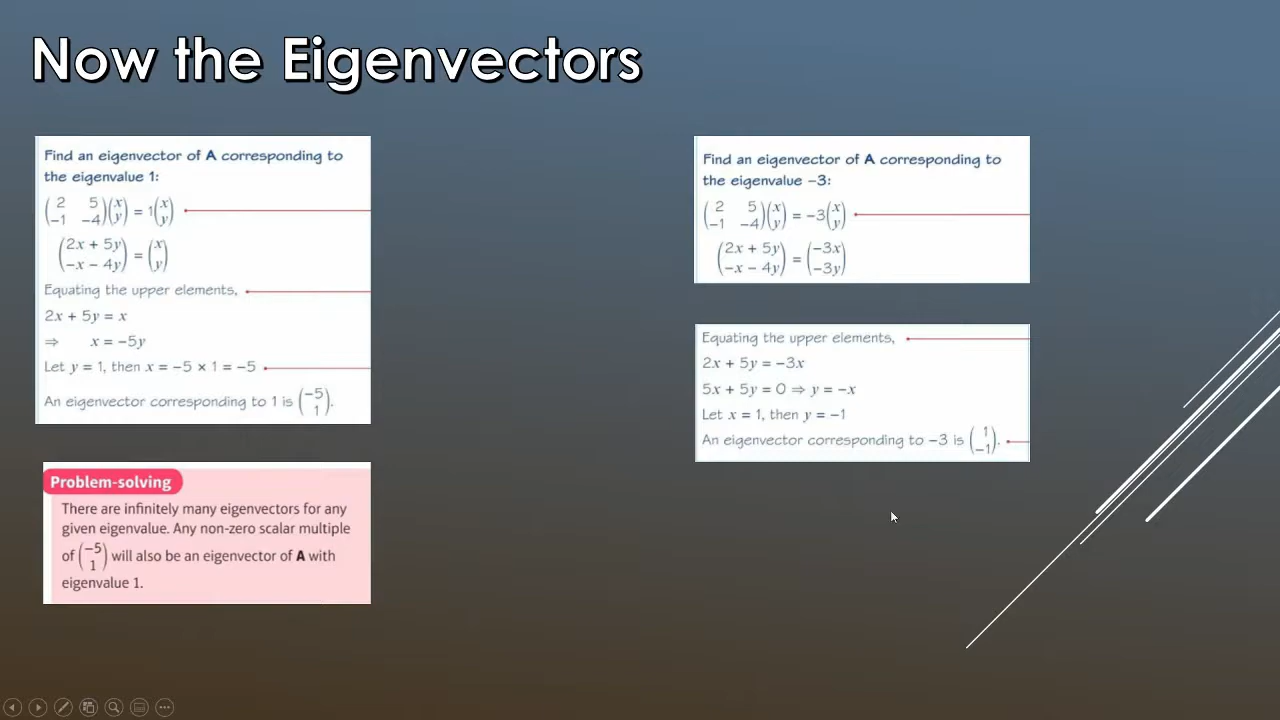 Now the Eigenvectors
Find an eigenvector of A corresponding to
the eigenvalue 1:
(2 5
−1 −4)(x
y) = 1(x
y)
(2x + 5y
−x − 4y) = (x
y)
Equating the upper elements,
2x + 5y = x
⇒ x = −5y
Let y = 1, then x = −5 × 1 = −5
An eigenvector corresponding to 1 is (−5
1).
Problem-solving
There are infinitely many eigenvectors for any
given eigenvalue. Any non-zero scalar multiple
of (−5
1) will also be an eigenvector of A with
eigenvalue 1.
Find an eigenvector of A corresponding to
the eigenvalue −3:
(2 5
−1 −4)(x
y) = −3(x
y)
(2x + 5y
−x − 4y) = (−3x
−3y)
Equating the upper elements,
2x + 5y = −3x
5x + 5y = 0 ⇒ y = −x
Let x = 1, then y = −1
An eigenvector corresponding to −3 is (1
−1).